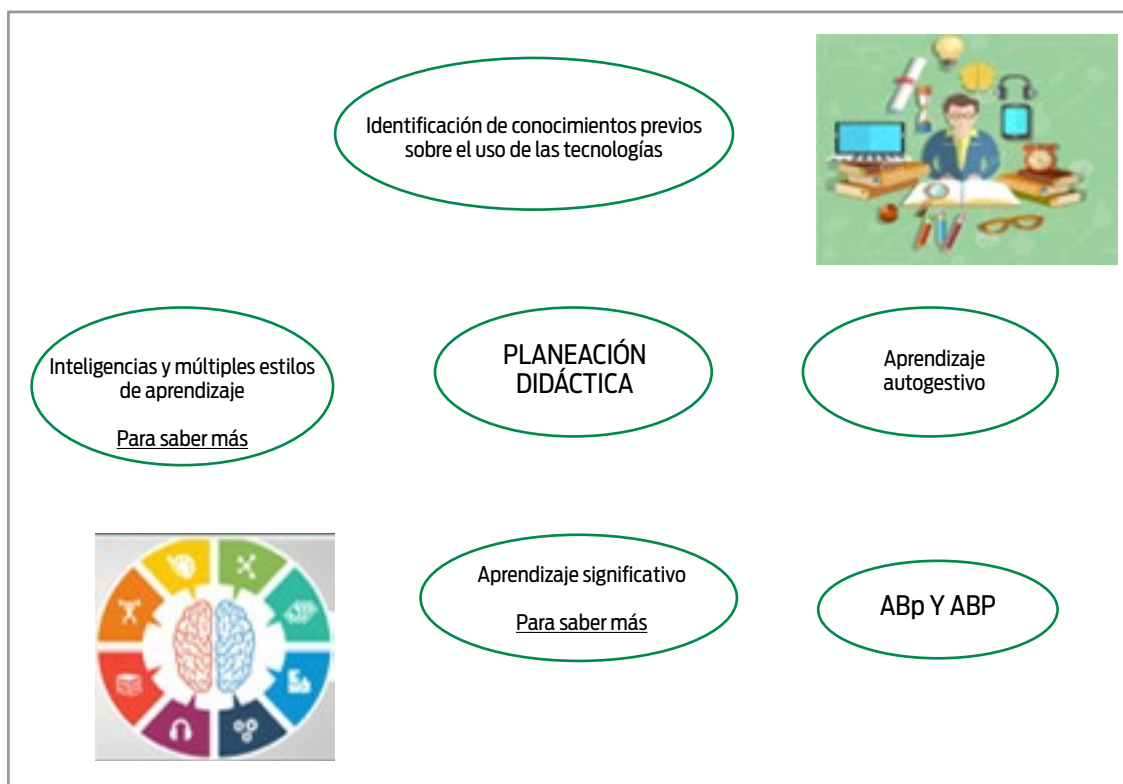 Identificación de conocimientos previos
sobre el uso de las tecnologías
Inteligencias y múltiples estilos
de aprendizaje
Para saber más
PLANEACIÓN
DIDÁCTICA
Aprendizaje
autogestivo
Aprendizaje significativo
Para saber más
ABp Y ABP